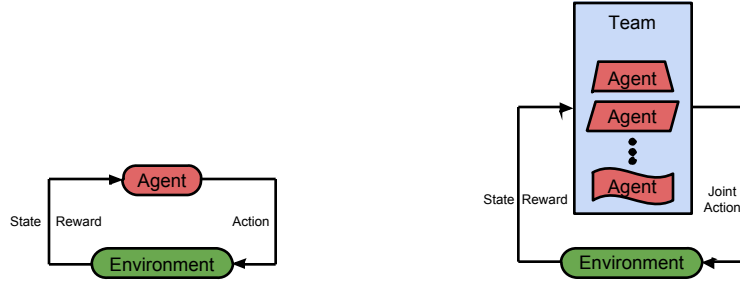 Agent
State
Reward
Action
Environment
Team
Agent
Agent
Agent
State
Reward
Joint
Action
Environment